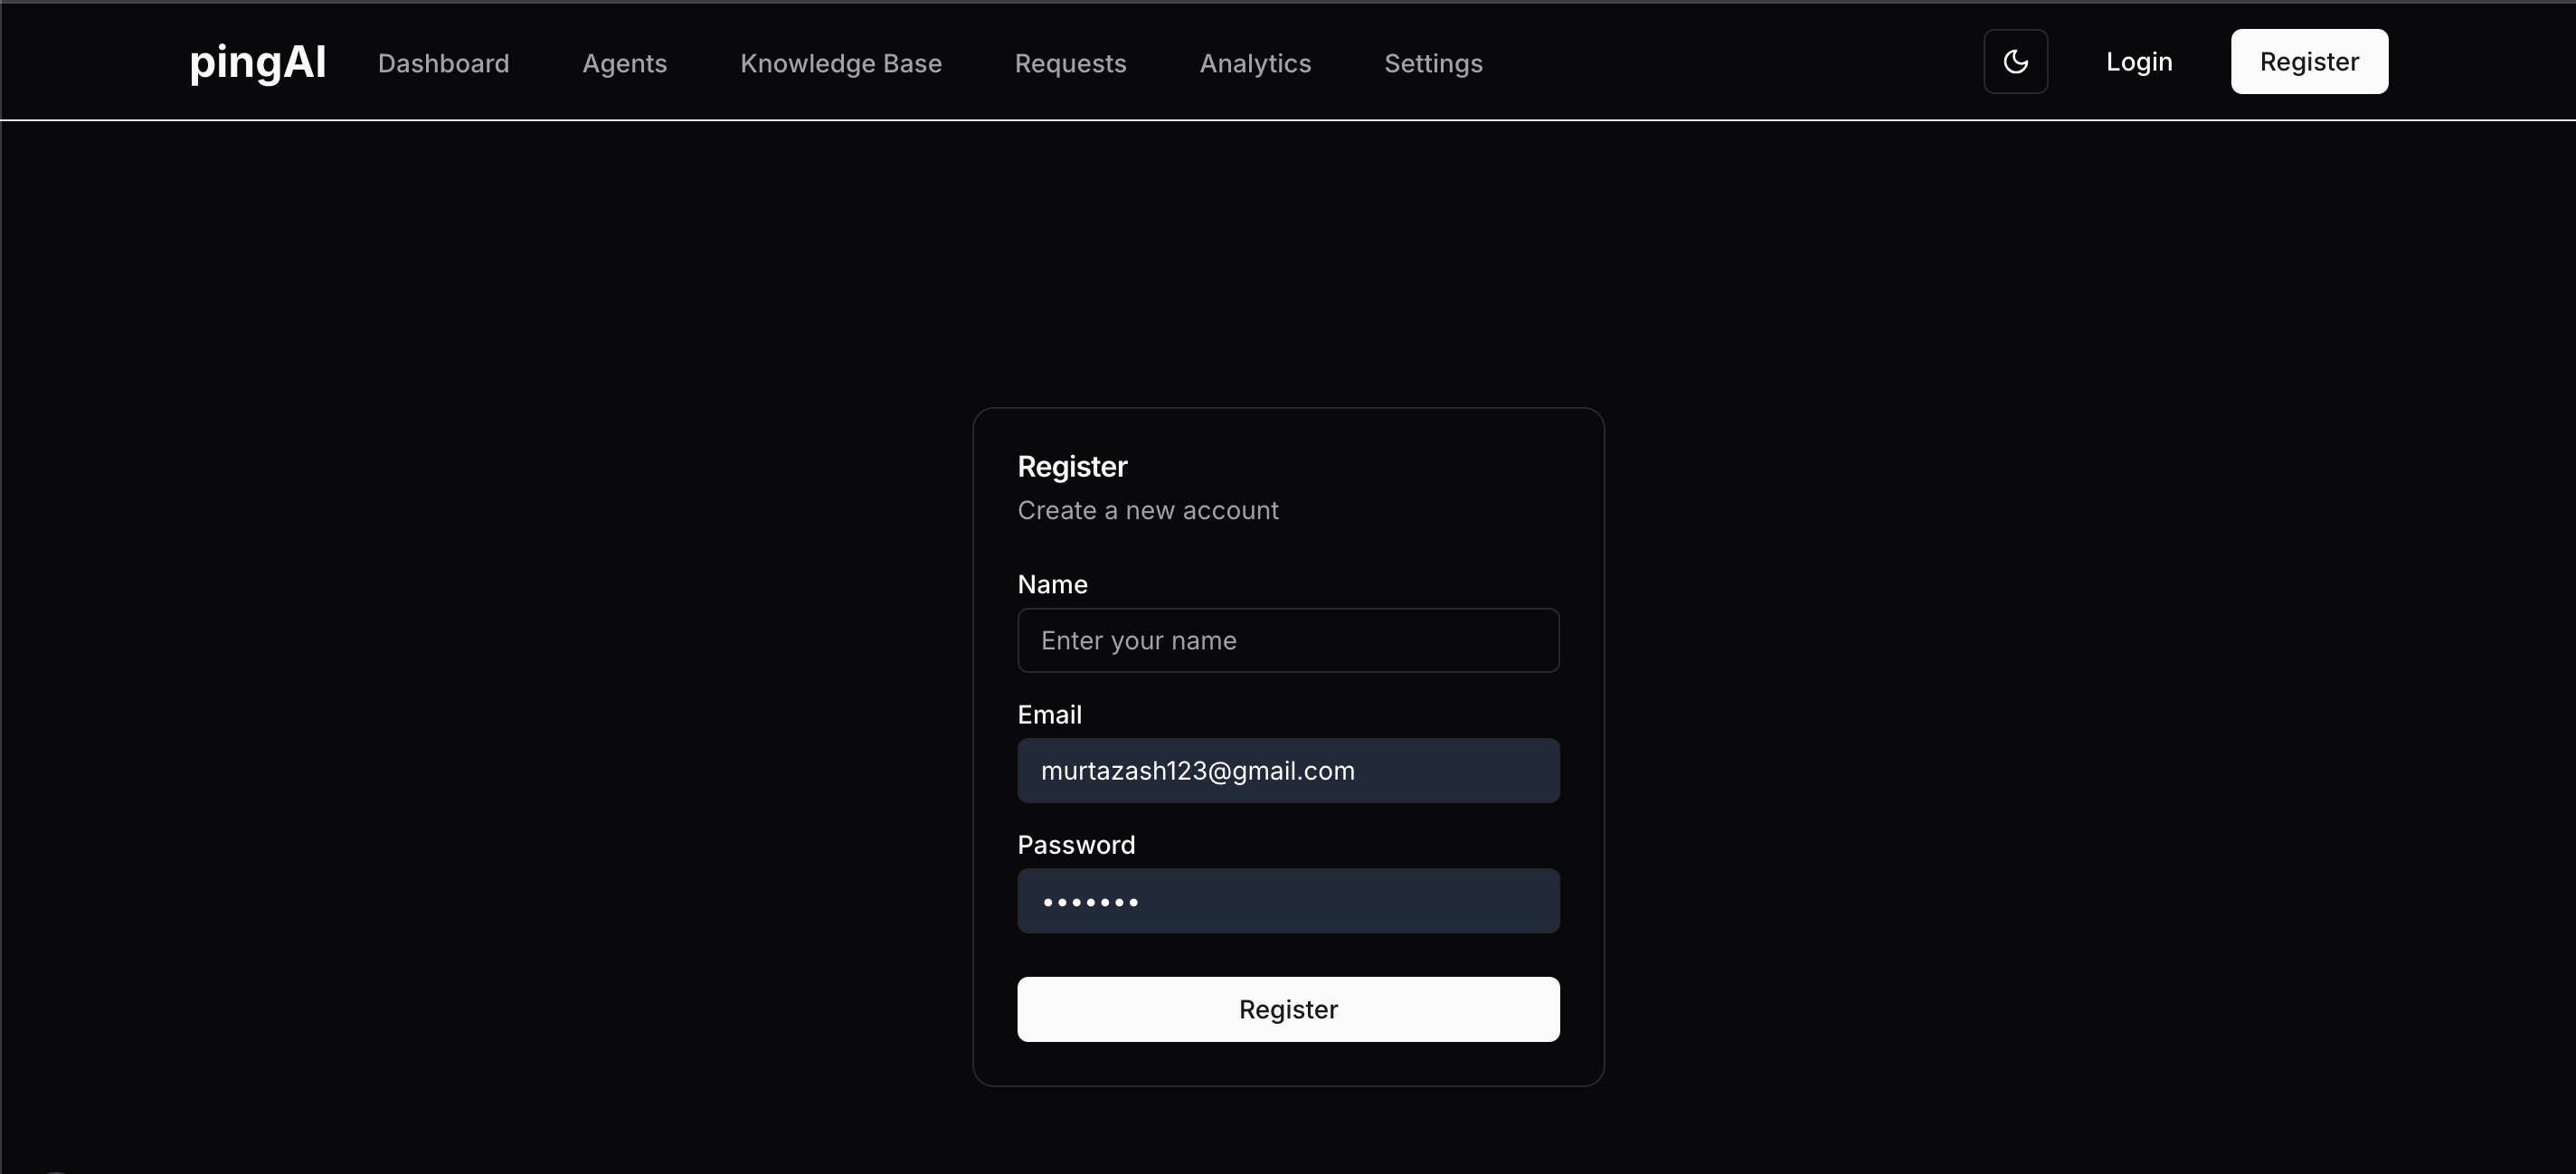 pingAI Dashboard Agents Knowledge Base Requests Analytics Settings Login Register
Register
Create a new account
Name
Enter your name
Email
murtazash123@gmail.com
Password
•••••••
Register